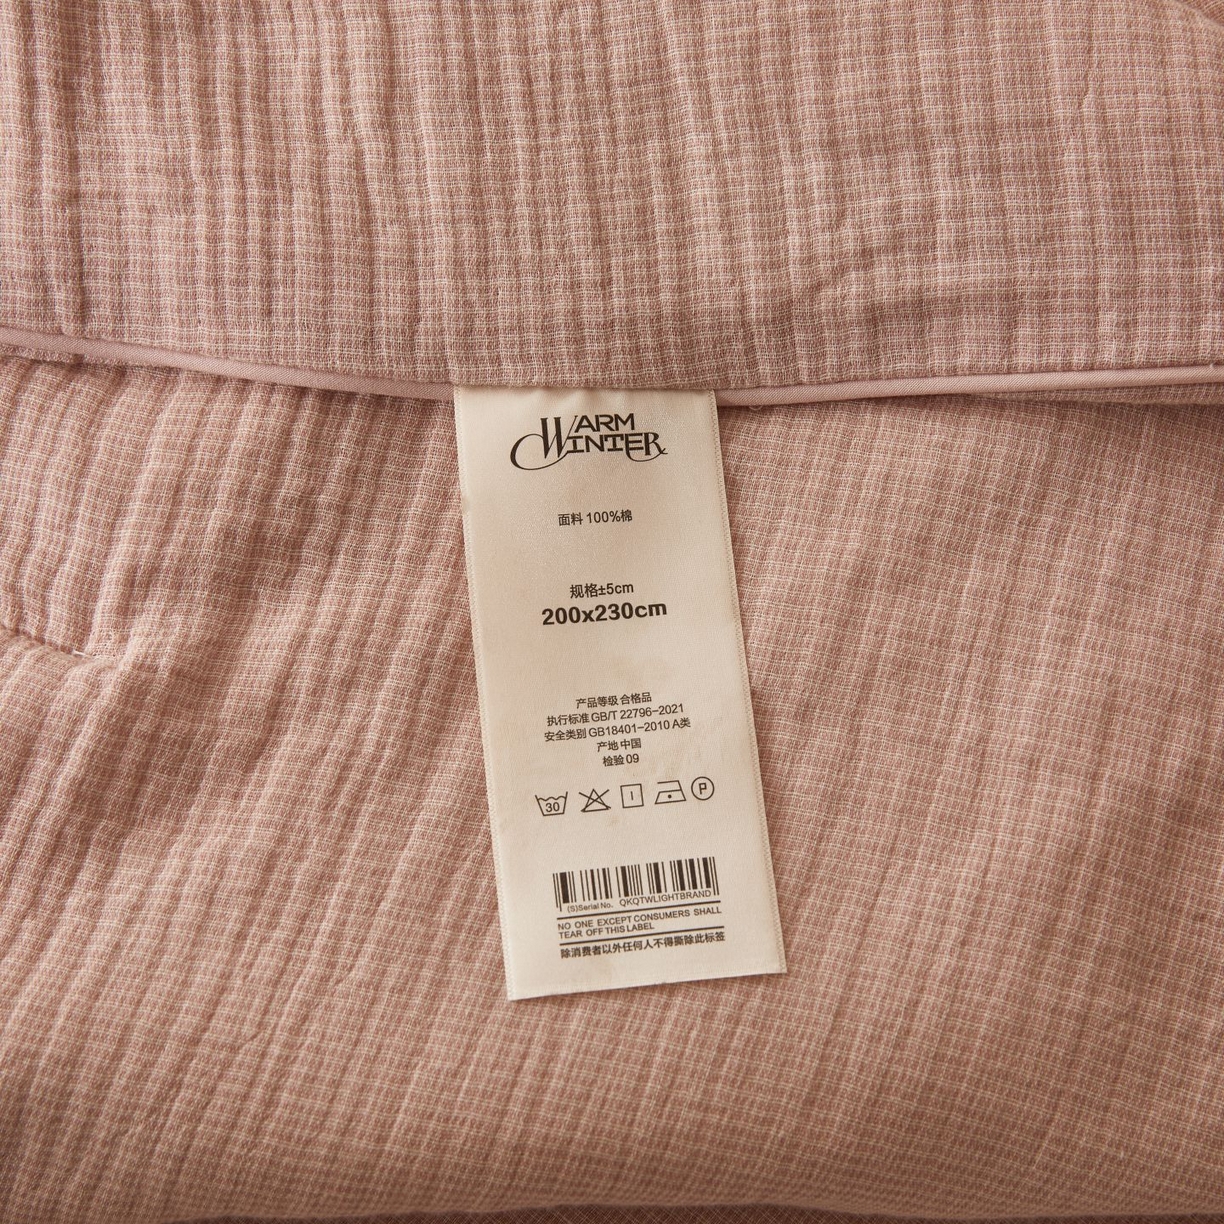 WARM
WINTER
面料 100%棉
规格±5cm
200x230cm
产品等级 合格品
执行标准 GB/T 22796-2021
安全类别 GB18401-2010 A类
产地 中国
检验 09
30 P
(S)Serial No. QKQTWLIGHTBRAND
NO ONE EXCEPT CONSUMERS SHALL
TEAR OFF THIS LABEL
除消费者以外任何人不得撕除此标签